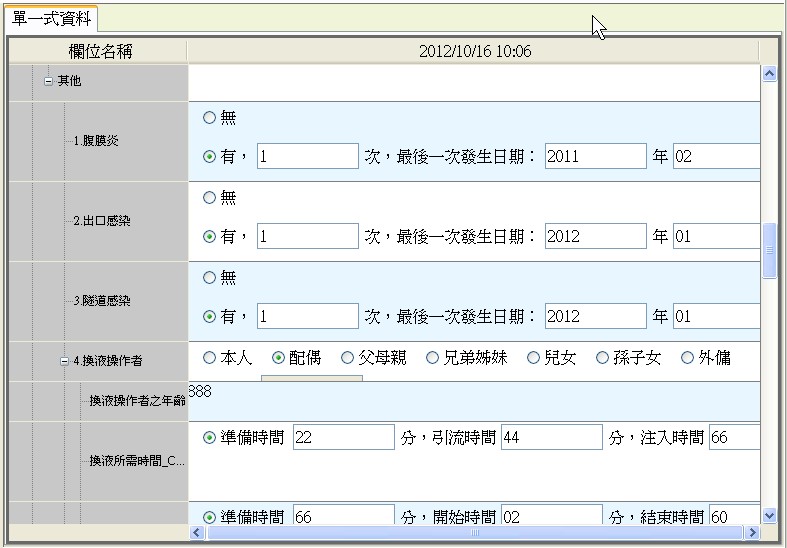 單一式資料
欄位名稱 2012/10/16 10:06
其他
無
1.腹膜炎
有， 1 次，最後一次發生日期： 2011 年 02
無
2.出口感染
有， 1 次，最後一次發生日期： 2012 年 01
無
3.隧道感染
有， 1 次，最後一次發生日期： 2012 年 01
4.換液操作者 本人 配偶 父母親 兄弟姊妹 兒女 孫子女 外傭
換液操作者之年齡 888
準備時間 22 分，引流時間 44 分，注入時間 66
換液所需時間_C...
準備時間 66 分，開始時間 02 分，結束時間 60